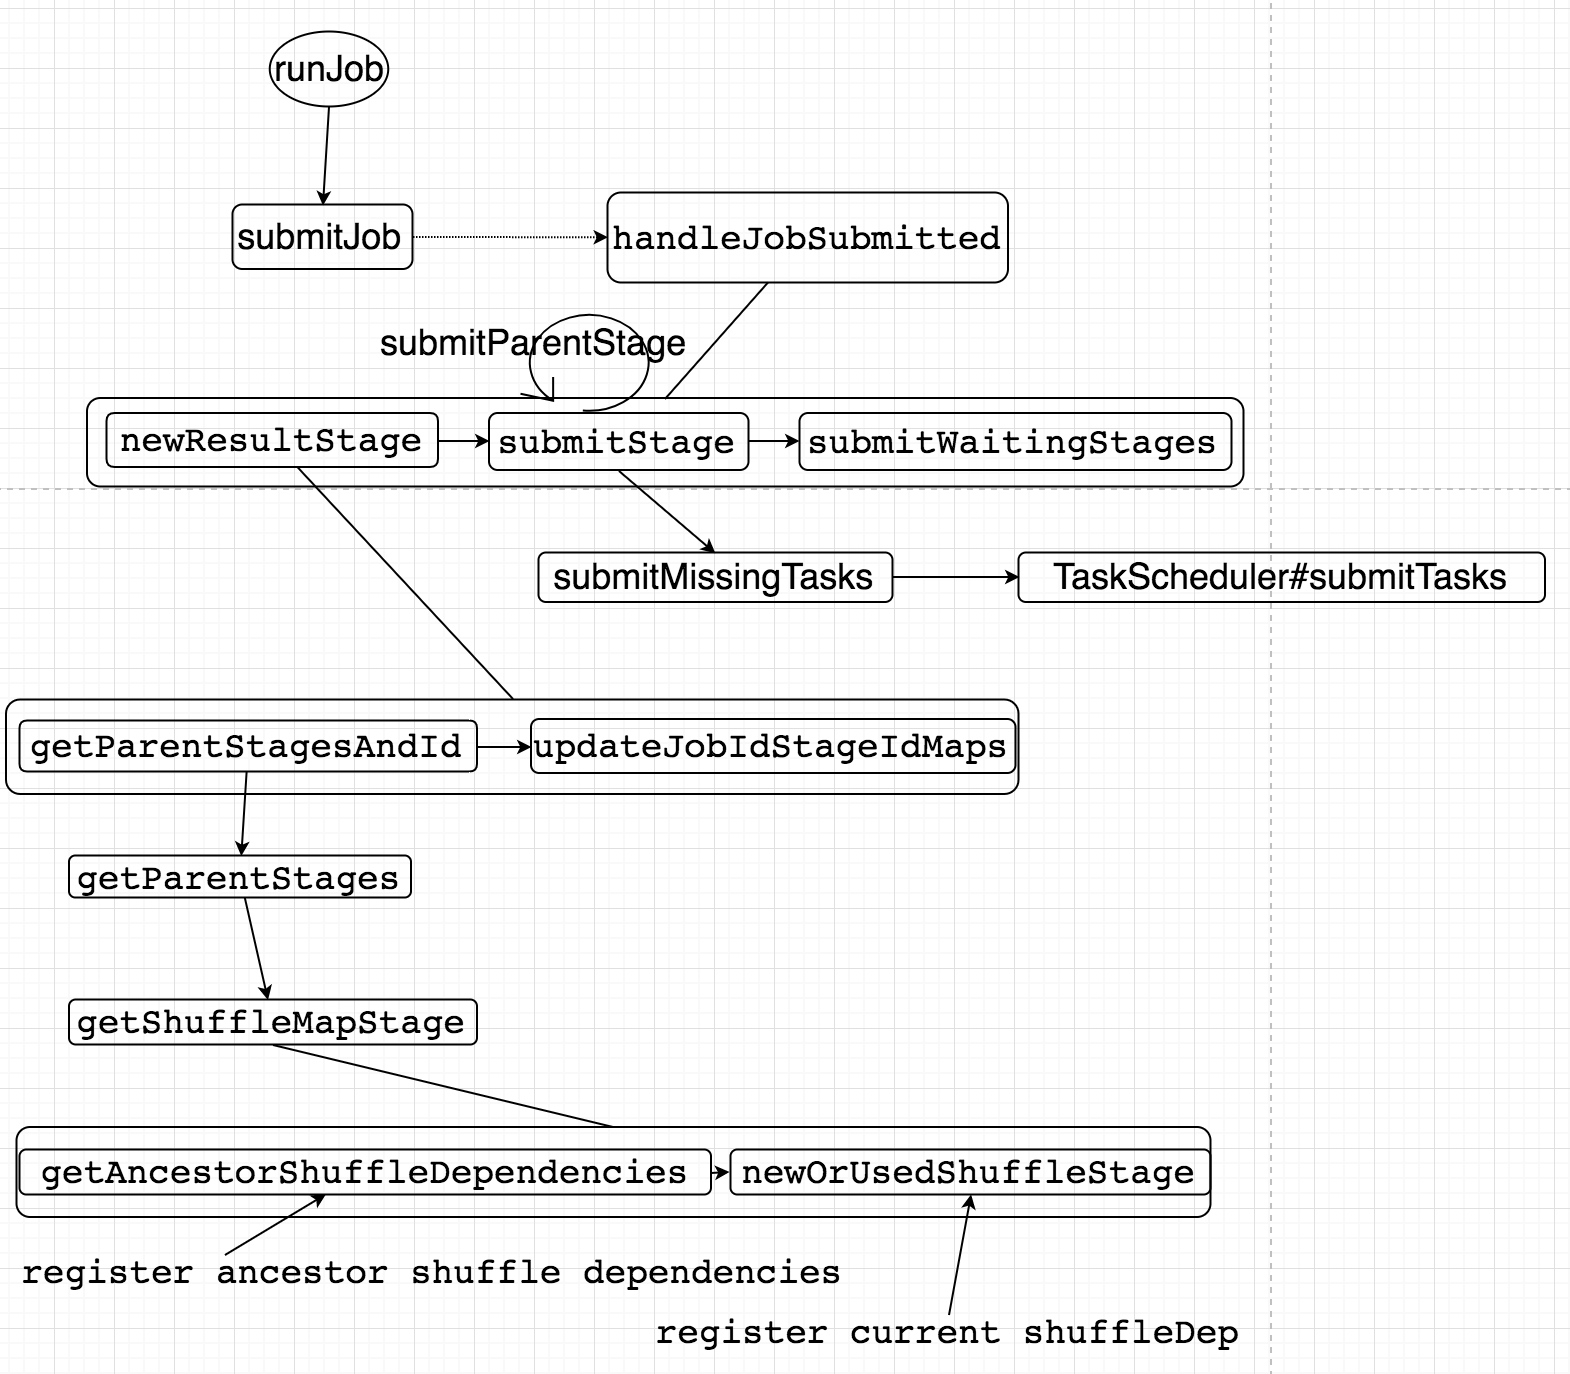 runJob
submitJob
handleJobSubmitted
submitParentStage
newResultStage
submitStage
submitWaitingStages
submitMissingTasks
TaskScheduler#submitTasks
getParentStagesAndId
updateJobIdStageIdMaps
getParentStages
getShuffleMapStage
getAncestorShuffleDependencies
newOrUsedShuffleStage
register ancestor shuffle dependencies
register current shuffleDep